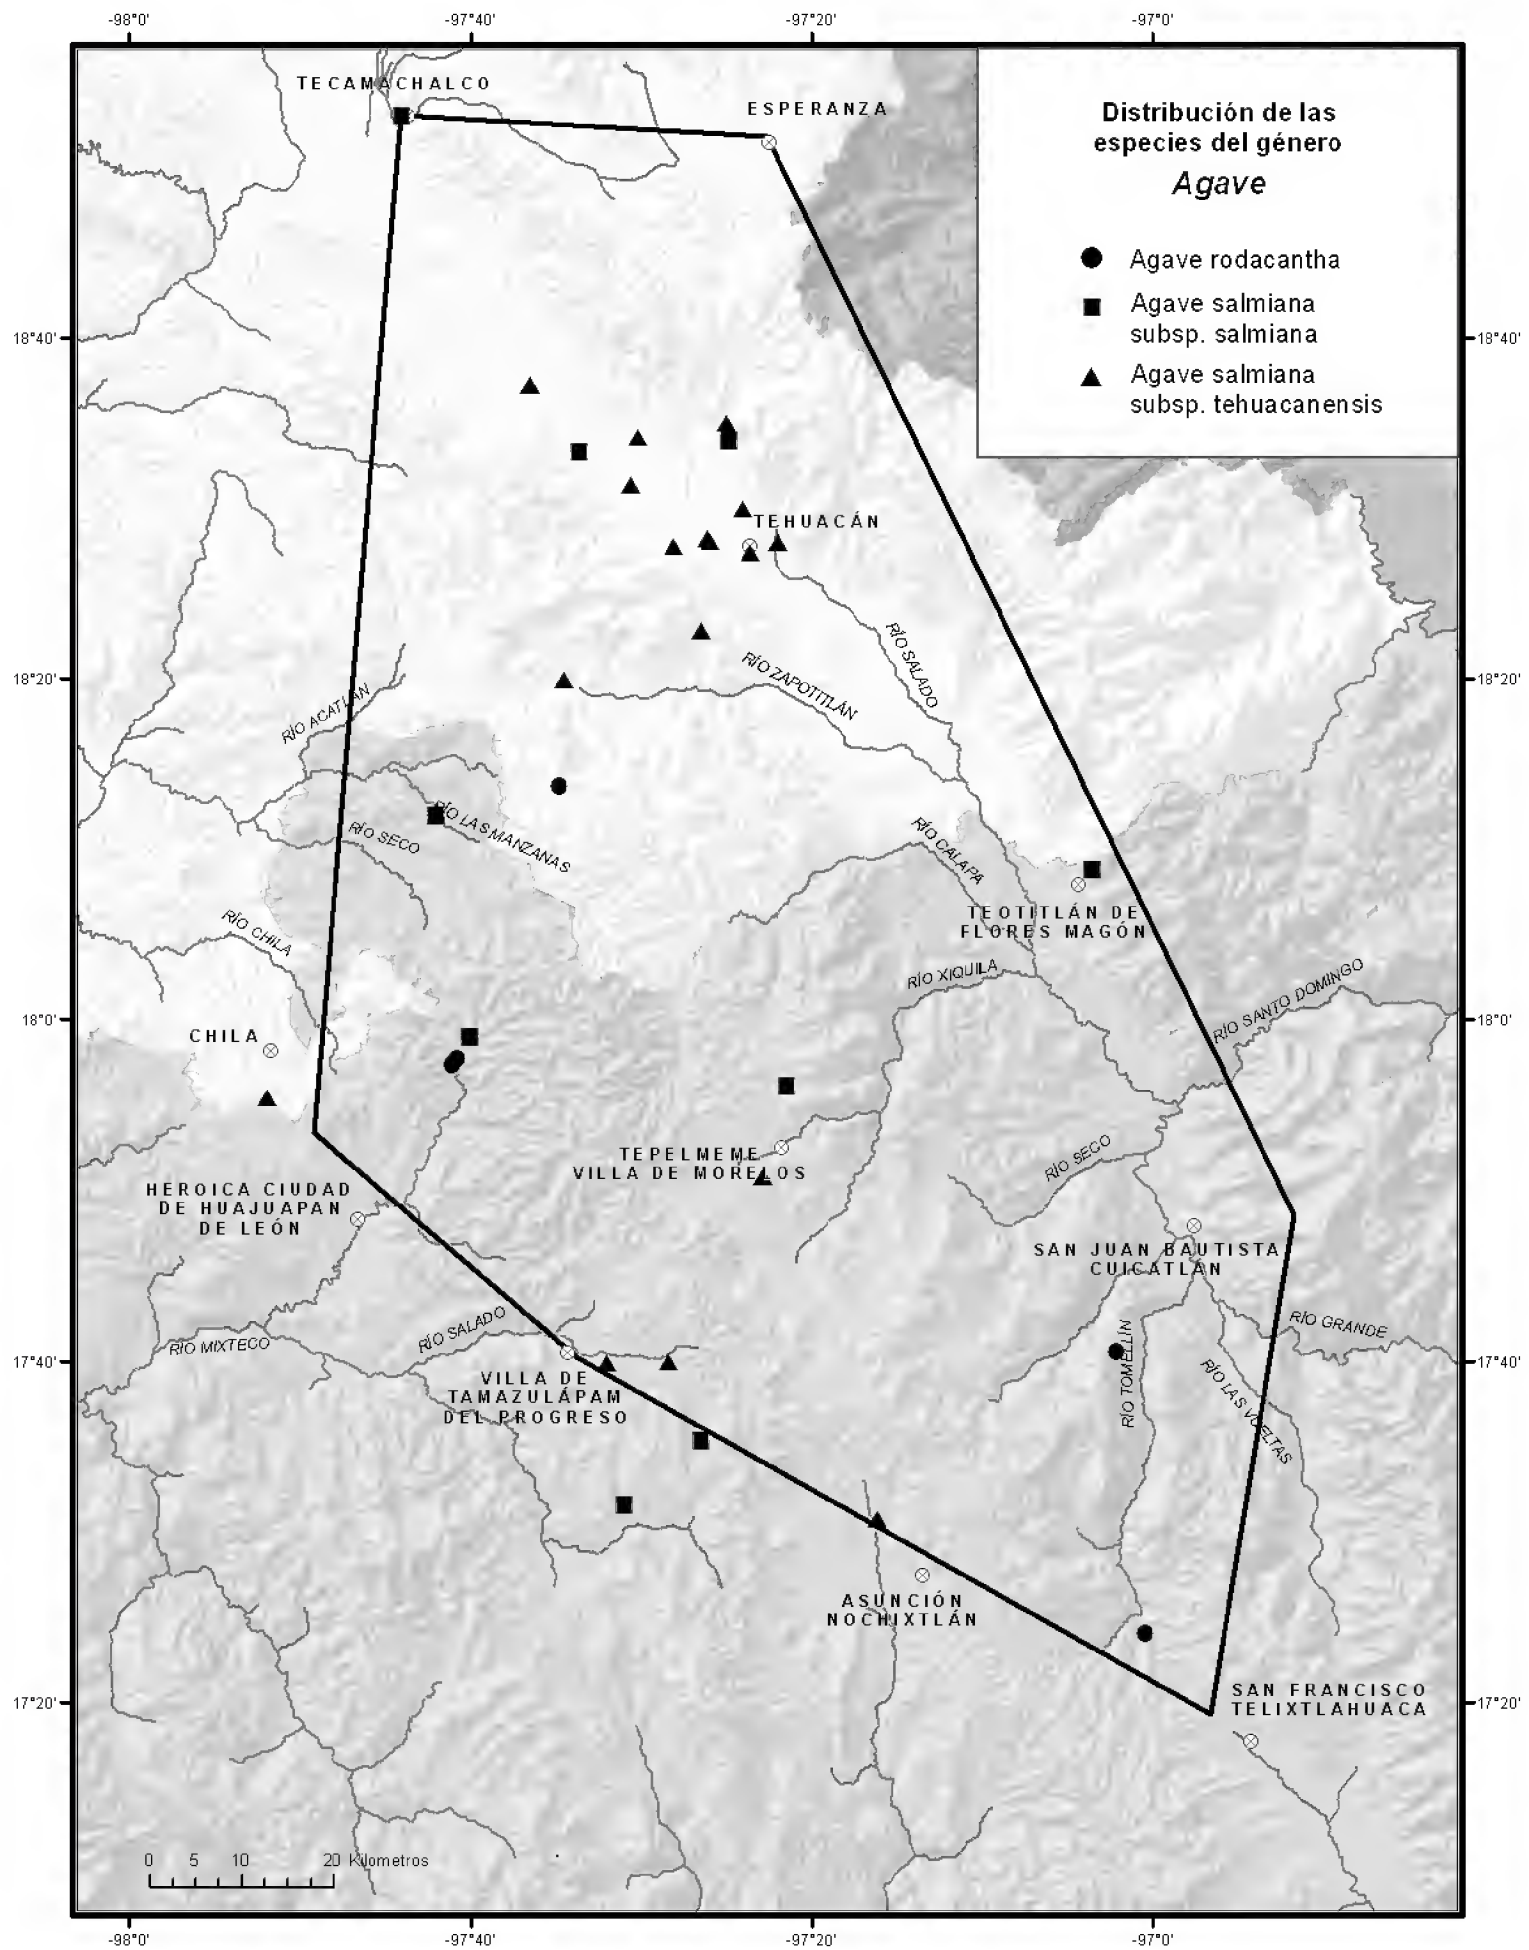 -98°0'
-97°40'
-97°20'
-97°0'
TECAMACHALCO
ESPERANZA
Distribución de las
especies del género
Agave
Agave rodacantha
Agave salmiana
subsp. salmiana
Agave salmiana
subsp. tehuacanensis
18°40'
18°40'
TEHUACÁN
RÍO SALADO
RÍO ZAPOTITLÁN
18°20'
18°20'
RÍO ACATLÁN
RÍO LAS MANZANAS
RÍO SECO
RÍO CALAPA
TEOTITLÁN DE
FLORES MAGÓN
RÍO CHILA
RÍO XIQUILA
RÍO SANTO DOMINGO
18°0'
18°0'
CHILA
TEPELMEME
VILLA DE MORELOS
RÍO SECO
HEROICA CIUDAD
DE HUAJUAPAN
DE LEÓN
SAN JUAN BAUTISTA
CUICATLÁN
RÍO SALADO
RÍO MIXTECO
RÍO GRANDE
17°40'
17°40'
RÍO TOMELLÍN
RÍO LAS VUELTAS
VILLA DE
TAMAZULÁPAM
DEL PROGRESO
ASUNCIÓN
NOCHIXTLÁN
SAN FRANCISCO
TELIXTLAHUACA
17°20'
17°20'
0 5 10 20 Kilometros
-98°0'
-97°40'
-97°20'
-97°0'